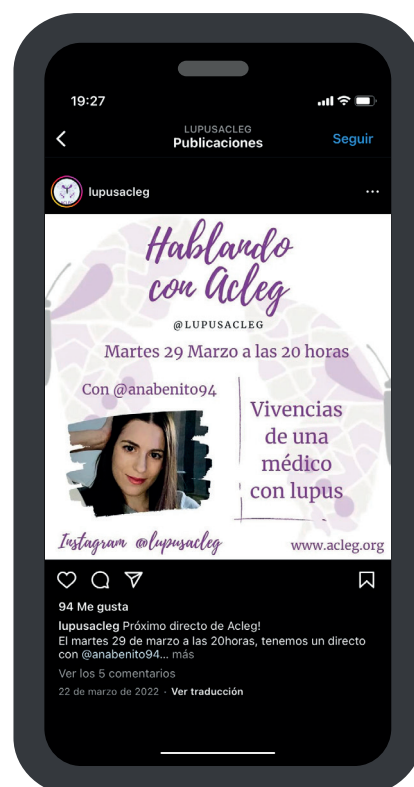 19:27
LUPUSACLEG
Publicaciones
Seguir
lupusacleg
Hablando
con Acleg
@LUPUSACLEG
Martes 29 Marzo a las 20 horas
Con @anabenito94
Vivencias
de una
médico
con lupus
Instagram @lupusacleg
www.acleg.org
94 Me gusta
lupusacleg Próximo directo de Acleg!
El martes 29 de marzo a las 20horas, tenemos un directo
con @anabenito94... más
Ver los 5 comentarios
22 de marzo de 2022 · Ver traducción